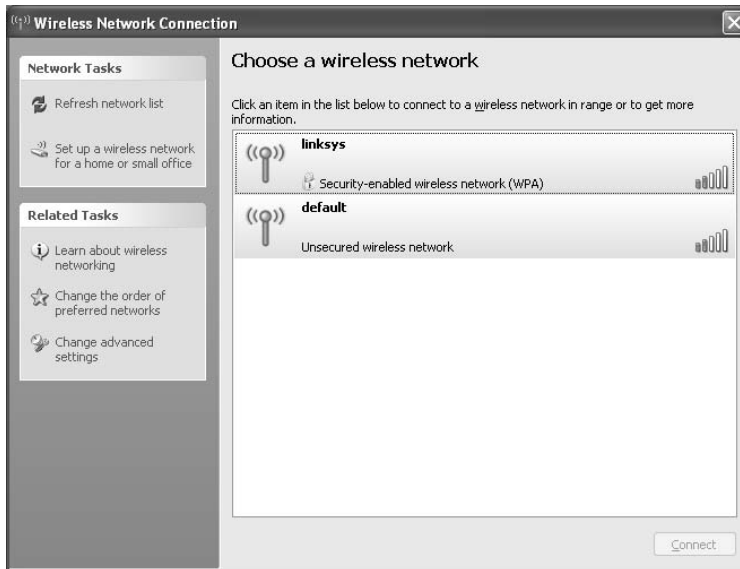 Wireless Network Connection
Network Tasks
Refresh network list
Set up a wireless network
for a home or small office
Related Tasks
Learn about wireless
networking
Change the order of
preferred networks
Change advanced
settings
Choose a wireless network
Click an item in the list below to connect to a wireless network in range or to get more
information.
linksys
Security-enabled wireless network (WPA)
default
Unsecured wireless network
Connect